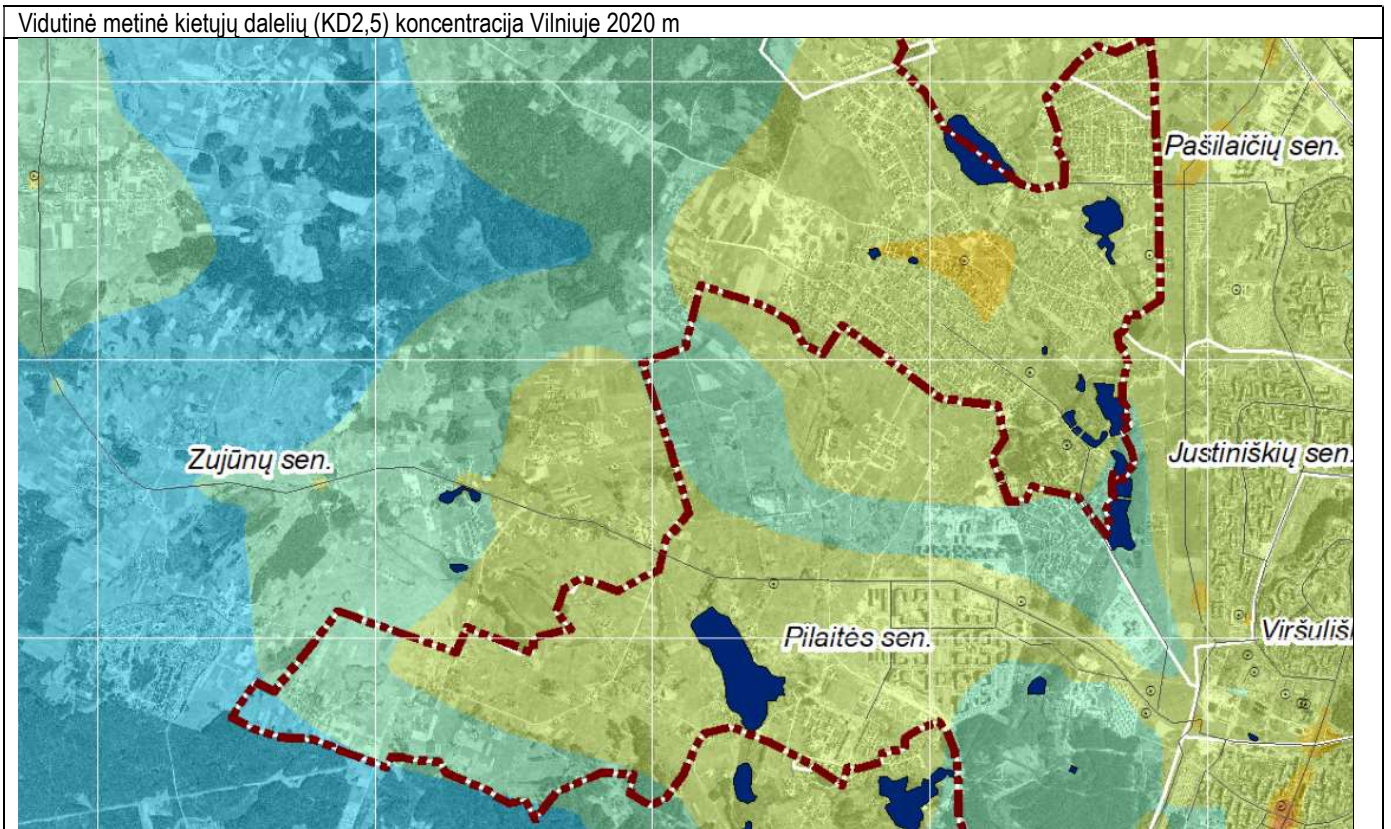 Vidutinė metinė kietųjų dalelių (KD2,5) koncentracija Vilniuje 2020 m
Pašilaičių sen.
Zujūnų sen.
Justiniškių sen.
Pilaitės sen.